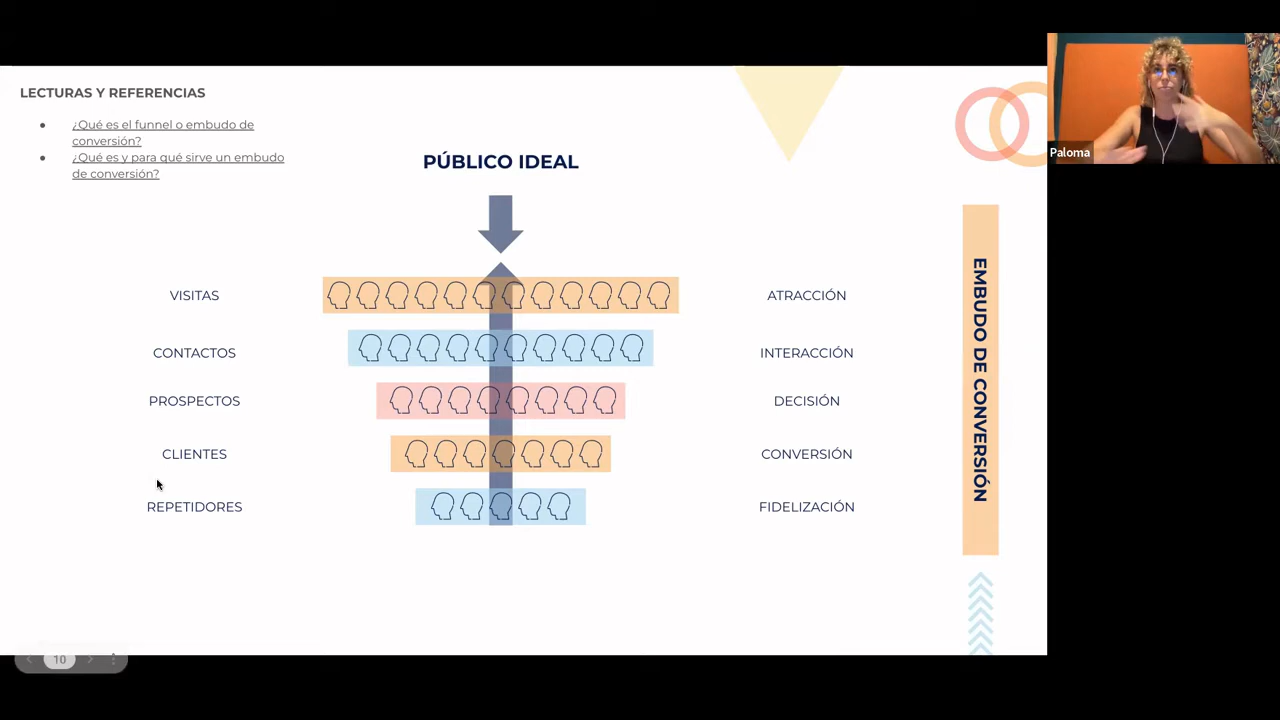 LECTURAS Y REFERENCIAS
¿Qué es el funnel o embudo de
conversión?
¿Qué es y para qué sirve un embudo
de conversión?
PÚBLICO IDEAL
VISITAS
ATRACCIÓN
CONTACTOS
INTERACCIÓN
PROSPECTOS
DECISIÓN
CLIENTES
CONVERSIÓN
REPETIDORES
FIDELIZACIÓN
EMBUDO DE CONVERSIÓN
10
Paloma